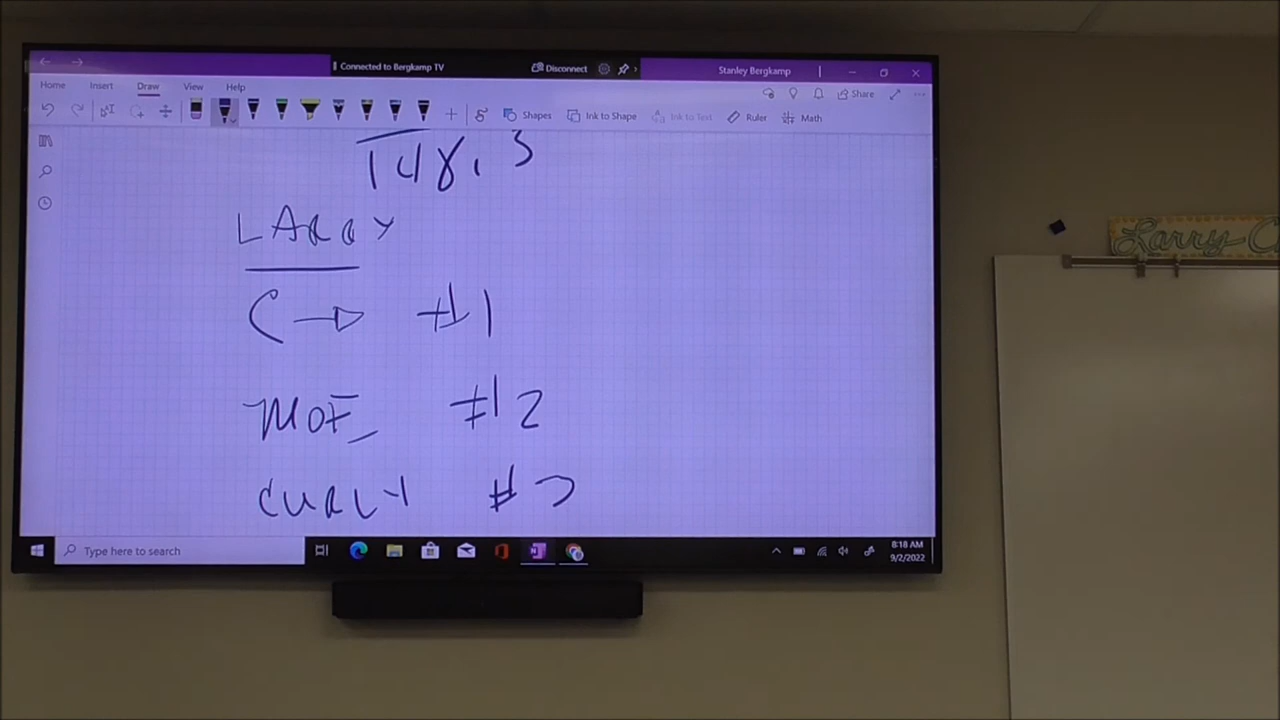 Connected to Bergkamp TV
Disconnect
Stanley Bergkamp
Home Insert Draw View Help
Share
Shapes Ink to Shape Ink to Text Ruler Math
148.3
LARRY
C → #1
MOE #2
CURLY #
Larry C
Type here to search
8:18 AM
9/2/2022